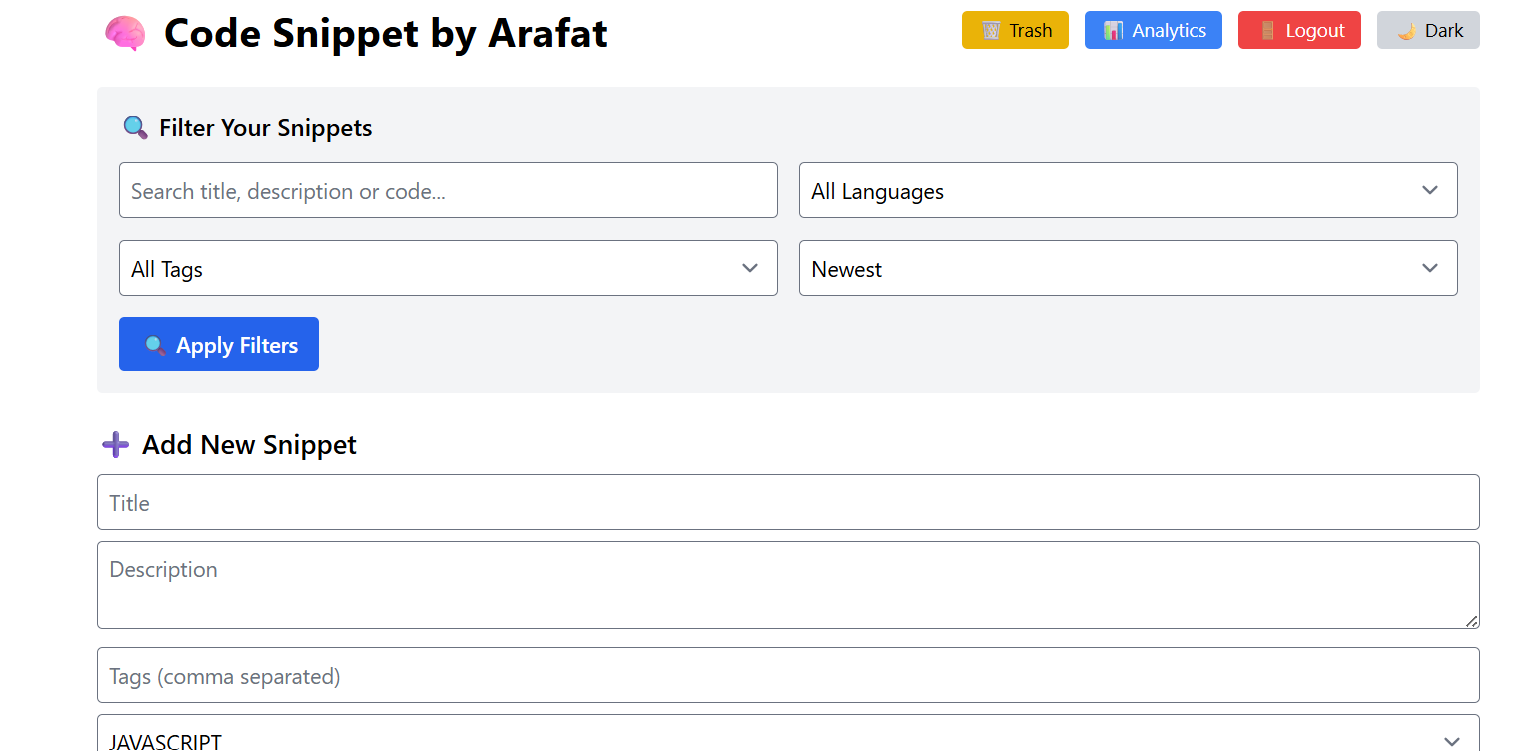 Code Snippet by Arafat
Trash
Analytics
Logout
Dark
Filter Your Snippets
Search title, description or code...
All Languages
All Tags
Newest
Apply Filters
Add New Snippet
Title
Description
Tags (comma separated)
JAVASCRIPT